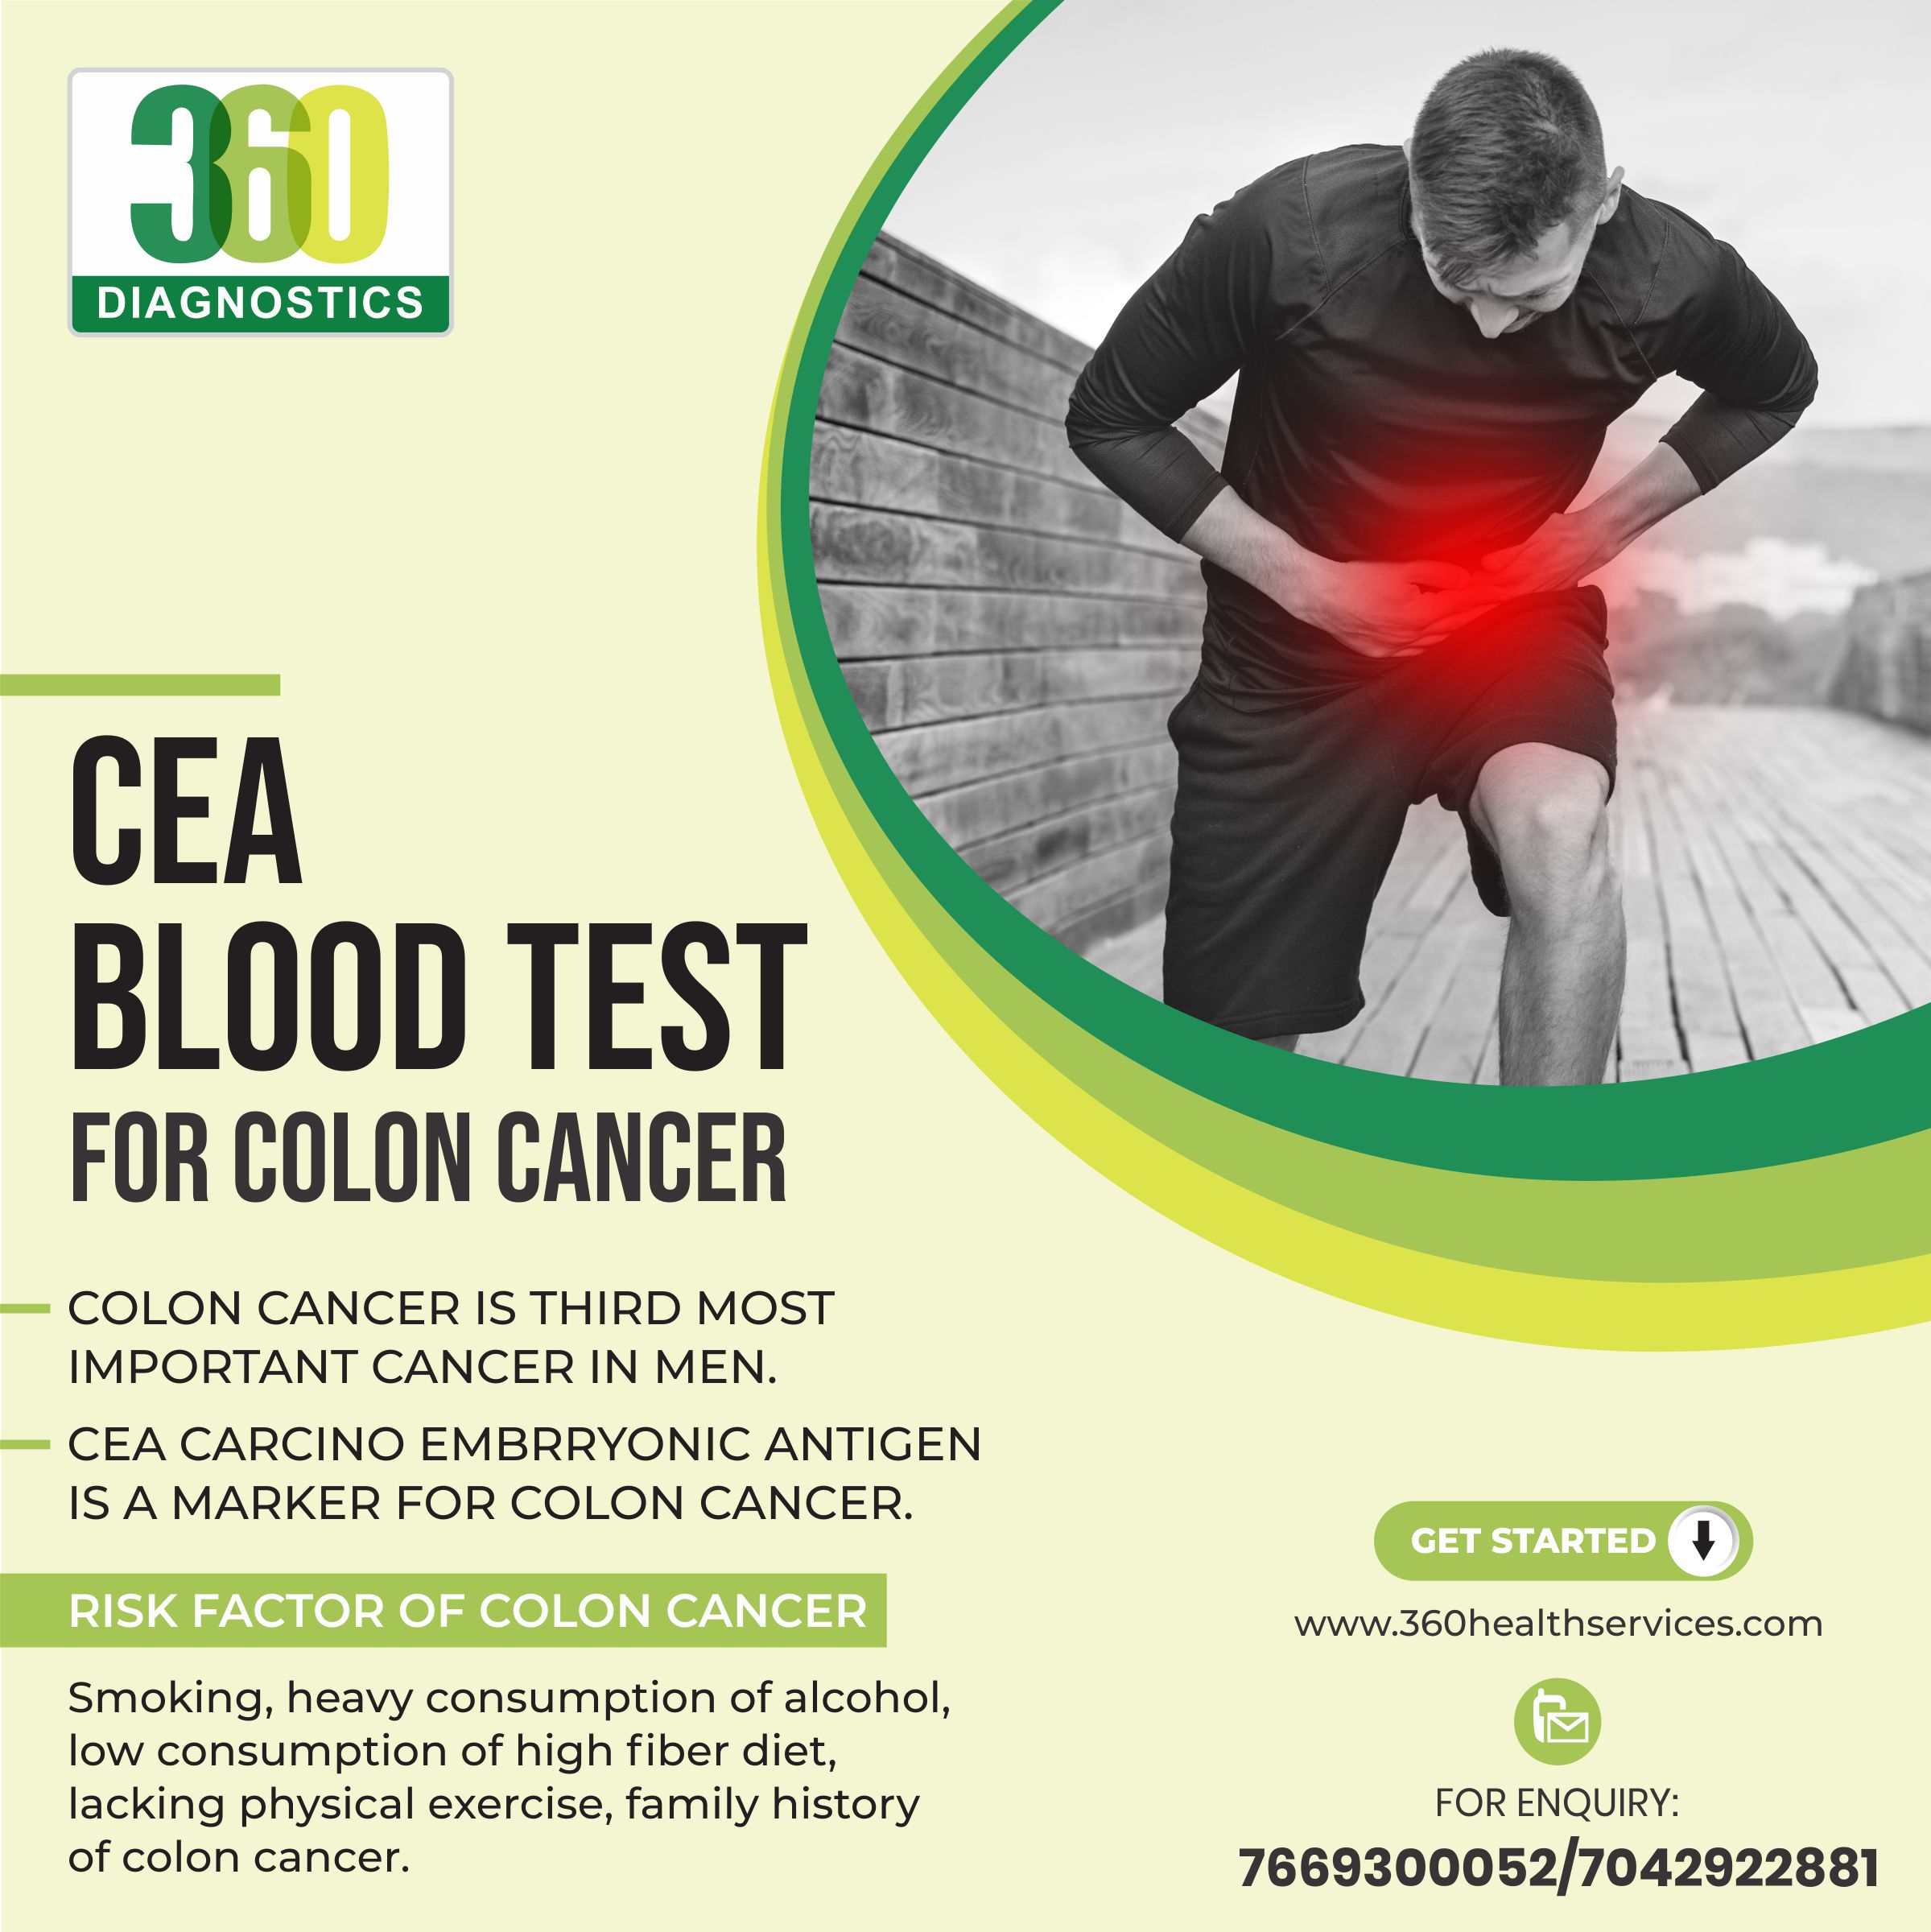 360
DIAGNOSTICS
CEA
BLOOD TEST
FOR COLON CANCER
COLON CANCER IS THIRD MOST
IMPORTANT CANCER IN MEN.
CEA CARCINO EMBRRYONIC ANTIGEN
IS A MARKER FOR COLON CANCER.
RISK FACTOR OF COLON CANCER
Smoking, heavy consumption of alcohol,
low consumption of high fiber diet,
lacking physical exercise, family history
of colon cancer.
GET STARTED
www.360healthservices.com
FOR ENQUIRY:
7669300052/7042922881